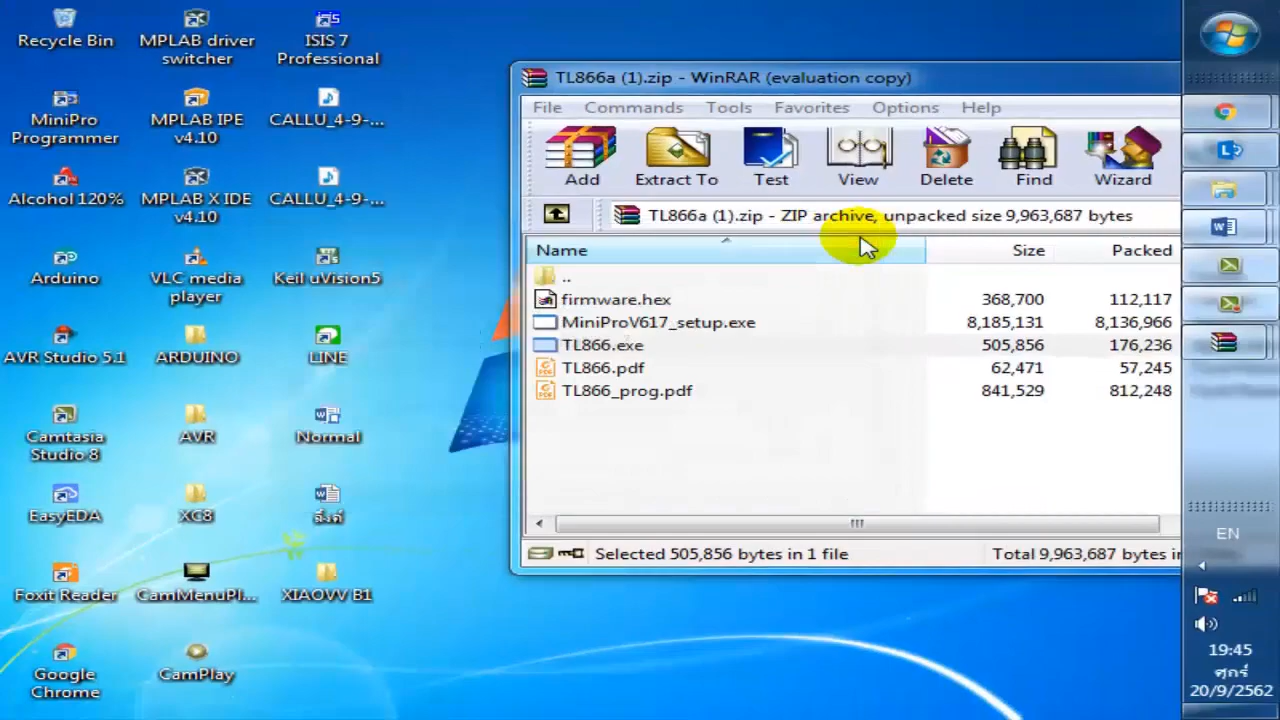 Recycle Bin
MPLAB driver
switcher
ISIS 7
Professional
MiniPro
Programmer
MPLAB IPE
v4.10
CALLU_4-9-...
Alcohol 120%
MPLAB X IDE
v4.10
CALLU_4-9-...
Arduino
VLC media
player
Keil uVision5
AVR Studio 5.1
ARDUINO
LINE
Camtasia
Studio 8
AVR
Normal
EasyEDA
XC8
Foxit Reader
CamMenuPl...
XIAOVV B1
Google
Chrome
CamPlay
TL866a (1).zip - WinRAR (evaluation copy)
File Commands Tools Favorites Options Help
Add Extract To Test View Delete Find Wizard
TL866a (1).zip - ZIP archive, unpacked size 9,963,687 bytes
Name Size Packed
..
firmware.hex 368,700 112,117
MiniProV617_setup.exe 8,185,131 8,136,966
TL866.exe 505,856 176,236
TL866.pdf 62,471 57,245
TL866_prog.pdf 841,529 812,248
Selected 505,856 bytes in 1 file Total 9,963,687 bytes in
EN
19:45
ศุกร์
20/9/2562